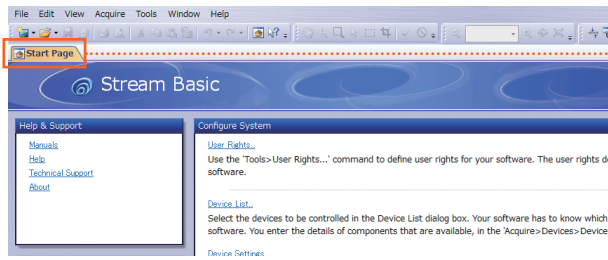 File Edit View Acquire Tools Window Help
Start Page
Stream Basic
Help & Support
Manuals
Help
Technical Support
About
Configure System
User Rights..
Use the 'Tools>User Rights...' command to define user rights for your software. The user rights
software.
Device List..
Select the devices to be controlled in the Device List dialog box. Your software has to know which
software. You enter the details of components that are available, in the 'Acquire>Devices>Device
Device Settings..